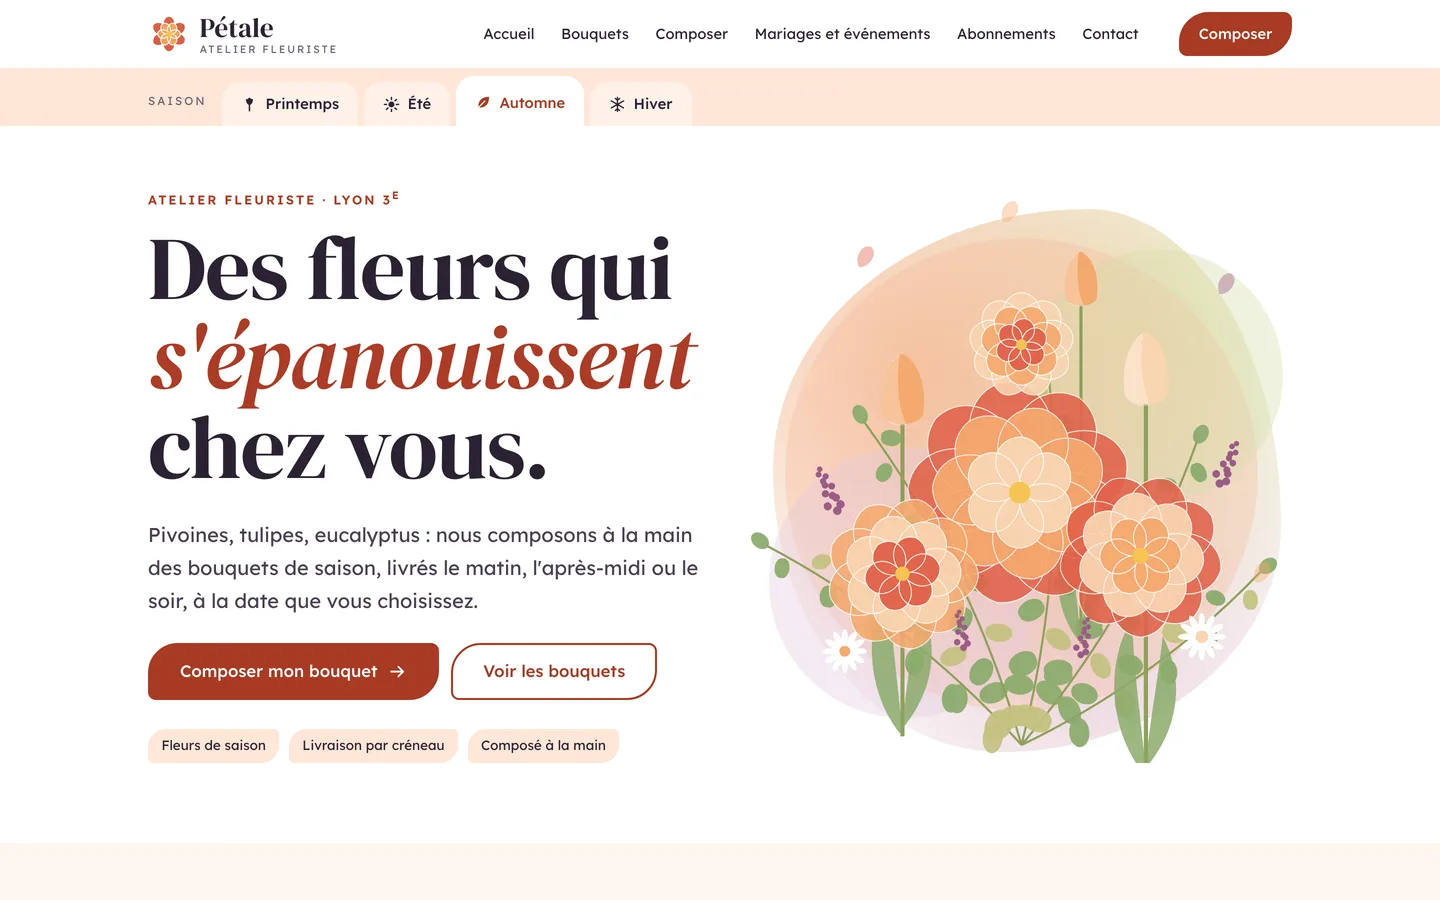 Pétale
ATELIER FLEURISTE
Accueil
Bouquets
Composer
Mariages et événements
Abonnements
Contact
Composer
SAISON
Printemps
Été
Automne
Hiver
ATELIER FLEURISTE · LYON 3E
Des fleurs qui
s'épanouissent
chez vous.
Pivoines, tulipes, eucalyptus : nous composons à la main
des bouquets de saison, livrés le matin, l'après-midi ou le
soir, à la date que vous choisissez.
Composer mon bouquet →
Voir les bouquets
Fleurs de saison
Livraison par créneau
Composé à la main